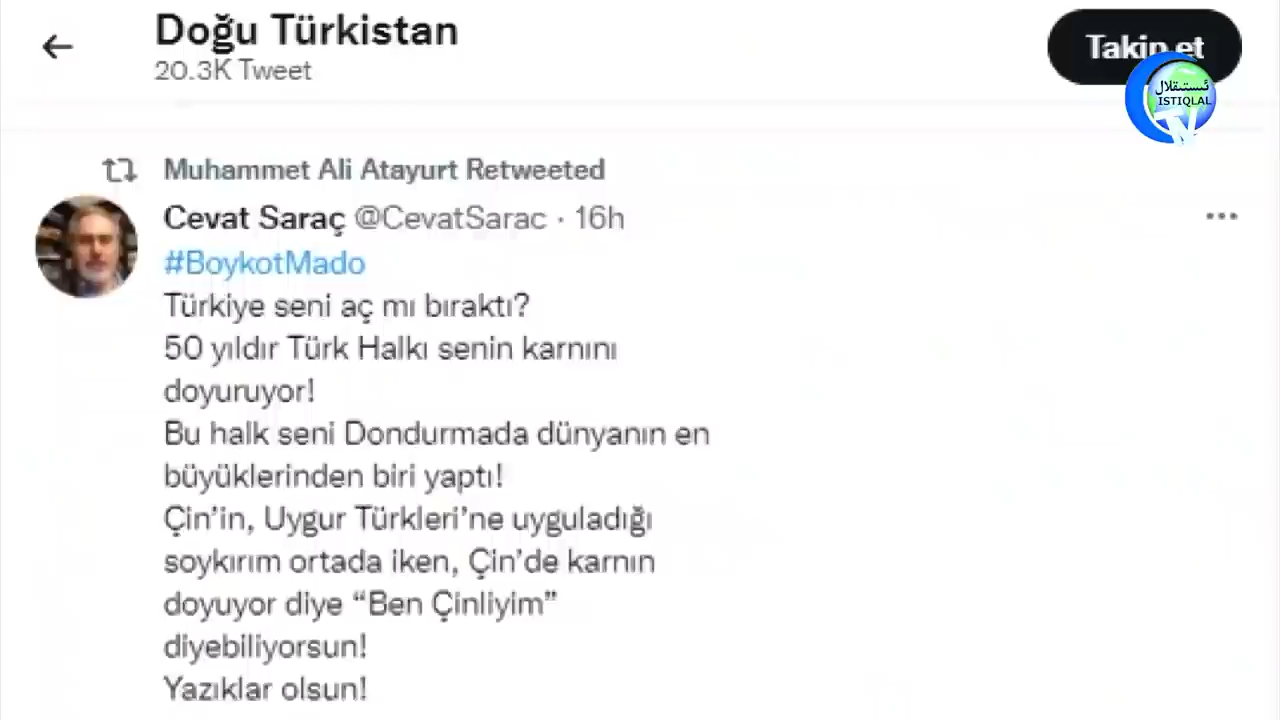 Doğu Türkistan
20.3K Tweet
Takip et
ئىستىقلال
ISTIQLAL
TV
Muhammet Ali Atayurt Retweeted
Cevat Saraç @CevatSarac · 16h
#BoykotMado
Türkiye seni aç mı bıraktı?
50 yıldır Türk Halkı senin karnını
doyuruyor!
Bu halk seni Dondurmada dünyanın en
büyüklerinden biri yaptı!
Çin’in, Uygur Türkleri’ne uyguladığı
soykırım ortada iken, Çin’de karnın
doyuyor diye “Ben Çinliyim”
diyebiliyorsun!
Yazıklar olsun!